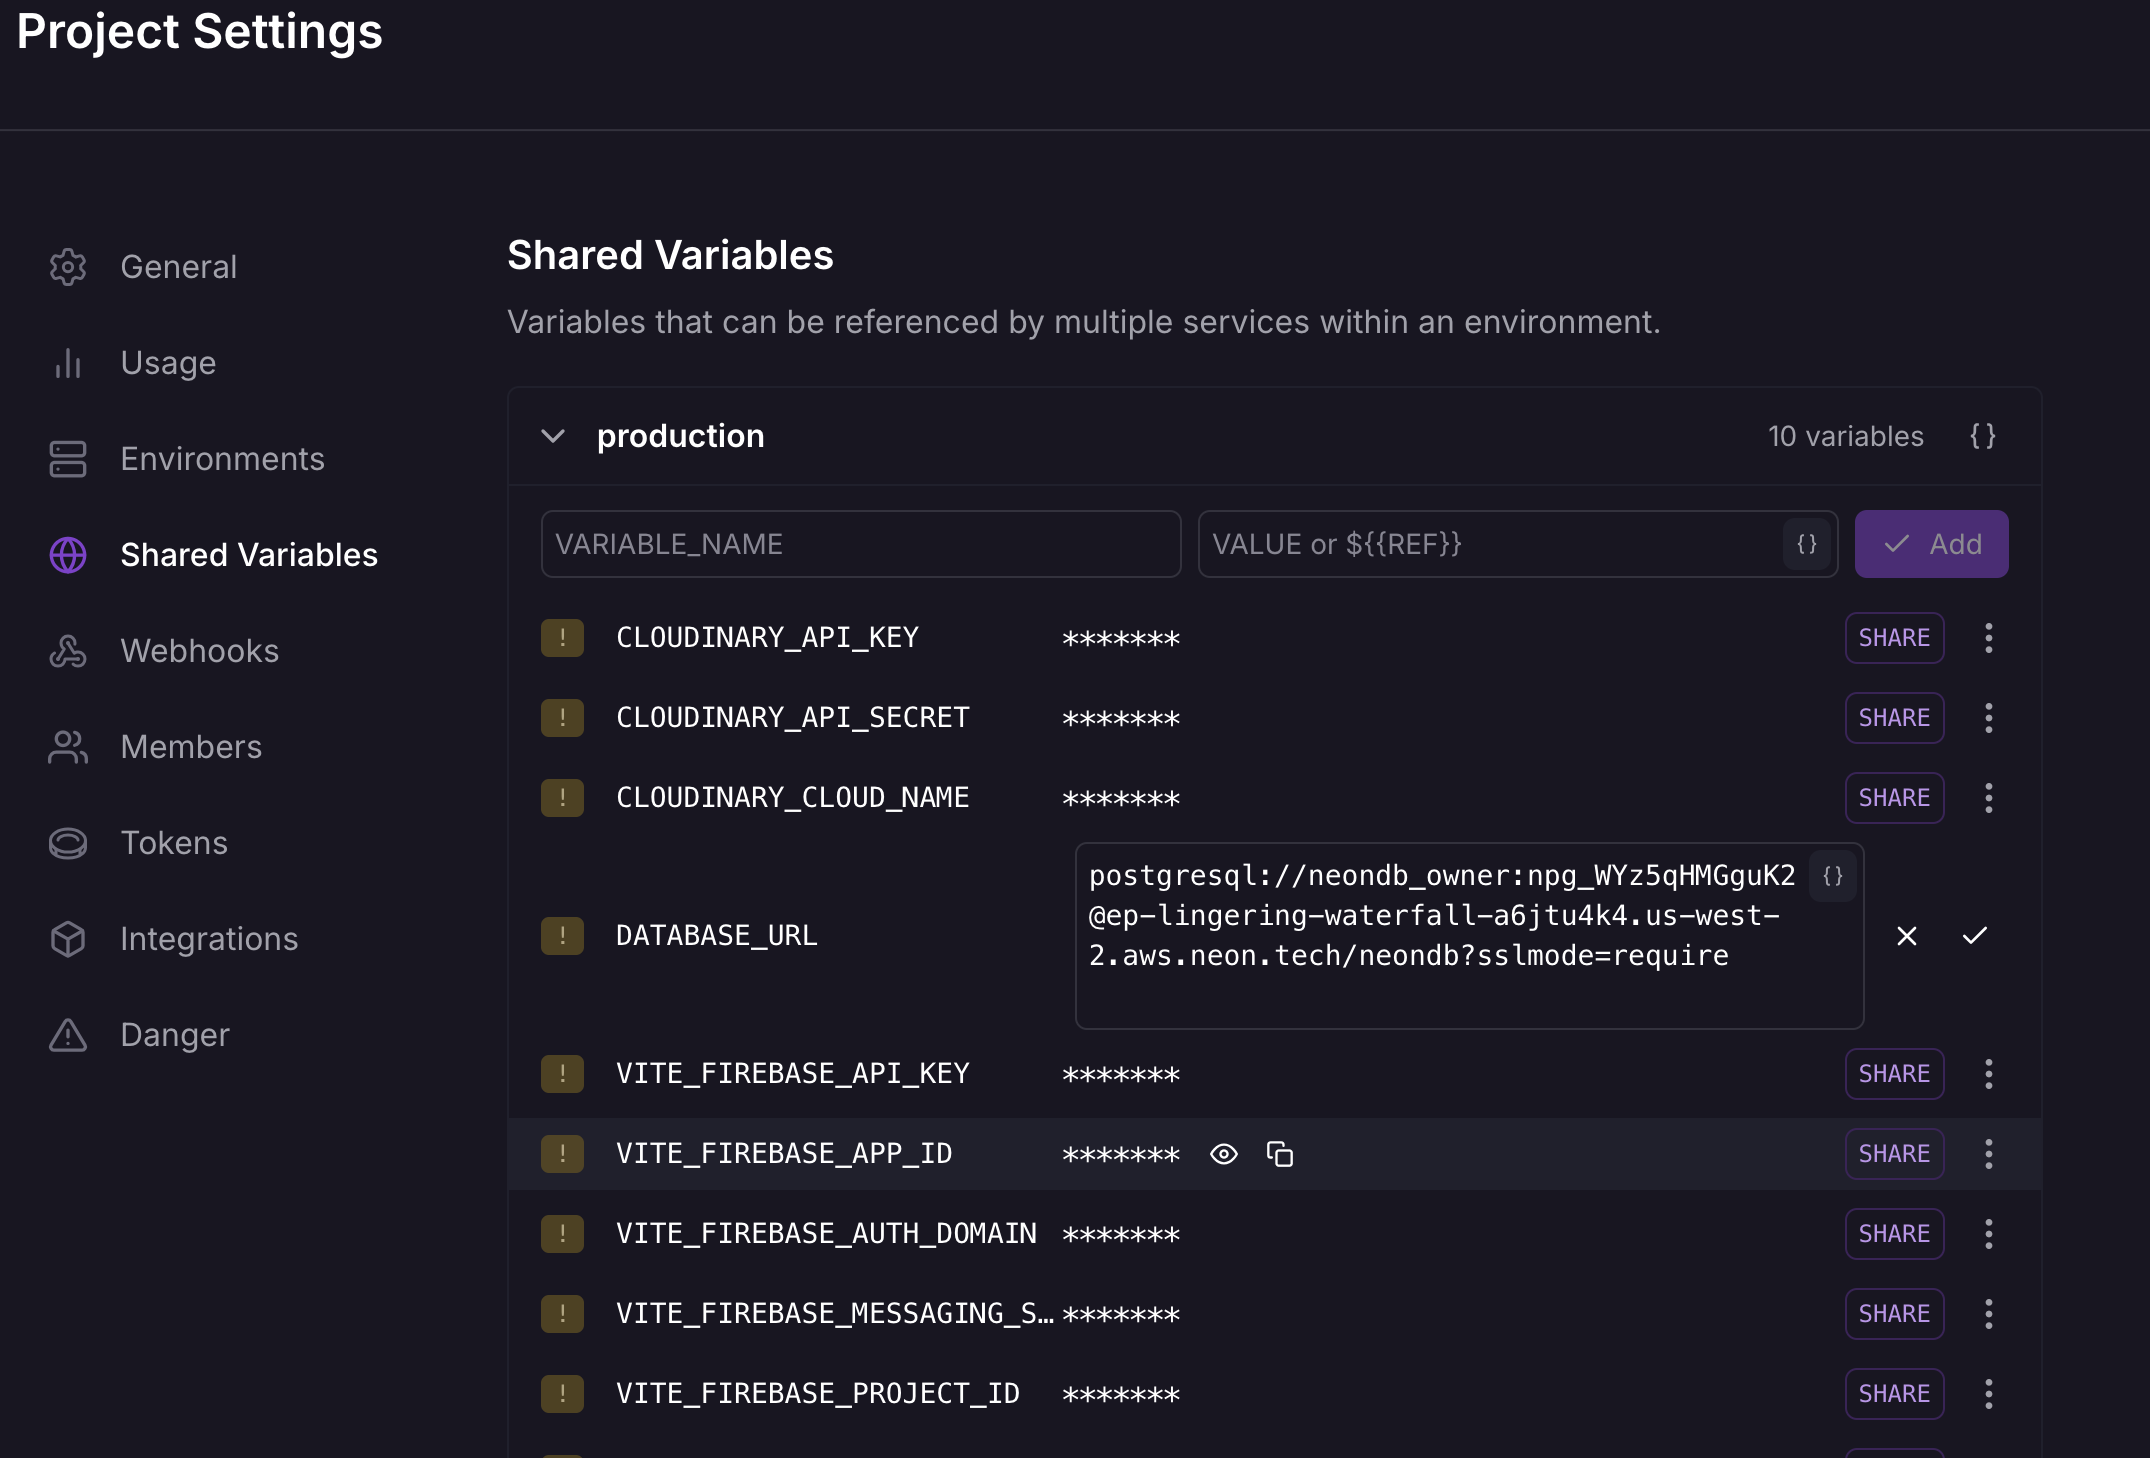 Project Settings
General
Usage
Environments
Shared Variables
Webhooks
Members
Tokens
Integrations
Danger
Shared Variables
Variables that can be referenced by multiple services within an environment.
production 10 variables {}
VARIABLE_NAME VALUE or ${{REF}} {} Add
! CLOUDINARY_API_KEY ******* SHARE
! CLOUDINARY_API_SECRET ******* SHARE
! CLOUDINARY_CLOUD_NAME ******* SHARE
! DATABASE_URL
postgresql://neondb_owner:npg_WYz5qHMGguK2 {}
@ep-lingering-waterfall-a6jtu4k4.us-west-
2.aws.neon.tech/neondb?sslmode=require
! VITE_FIREBASE_API_KEY ******* SHARE
! VITE_FIREBASE_APP_ID ******* SHARE
! VITE_FIREBASE_AUTH_DOMAIN ******* SHARE
! VITE_FIREBASE_MESSAGING_S… ******* SHARE
! VITE_FIREBASE_PROJECT_ID ******* SHARE